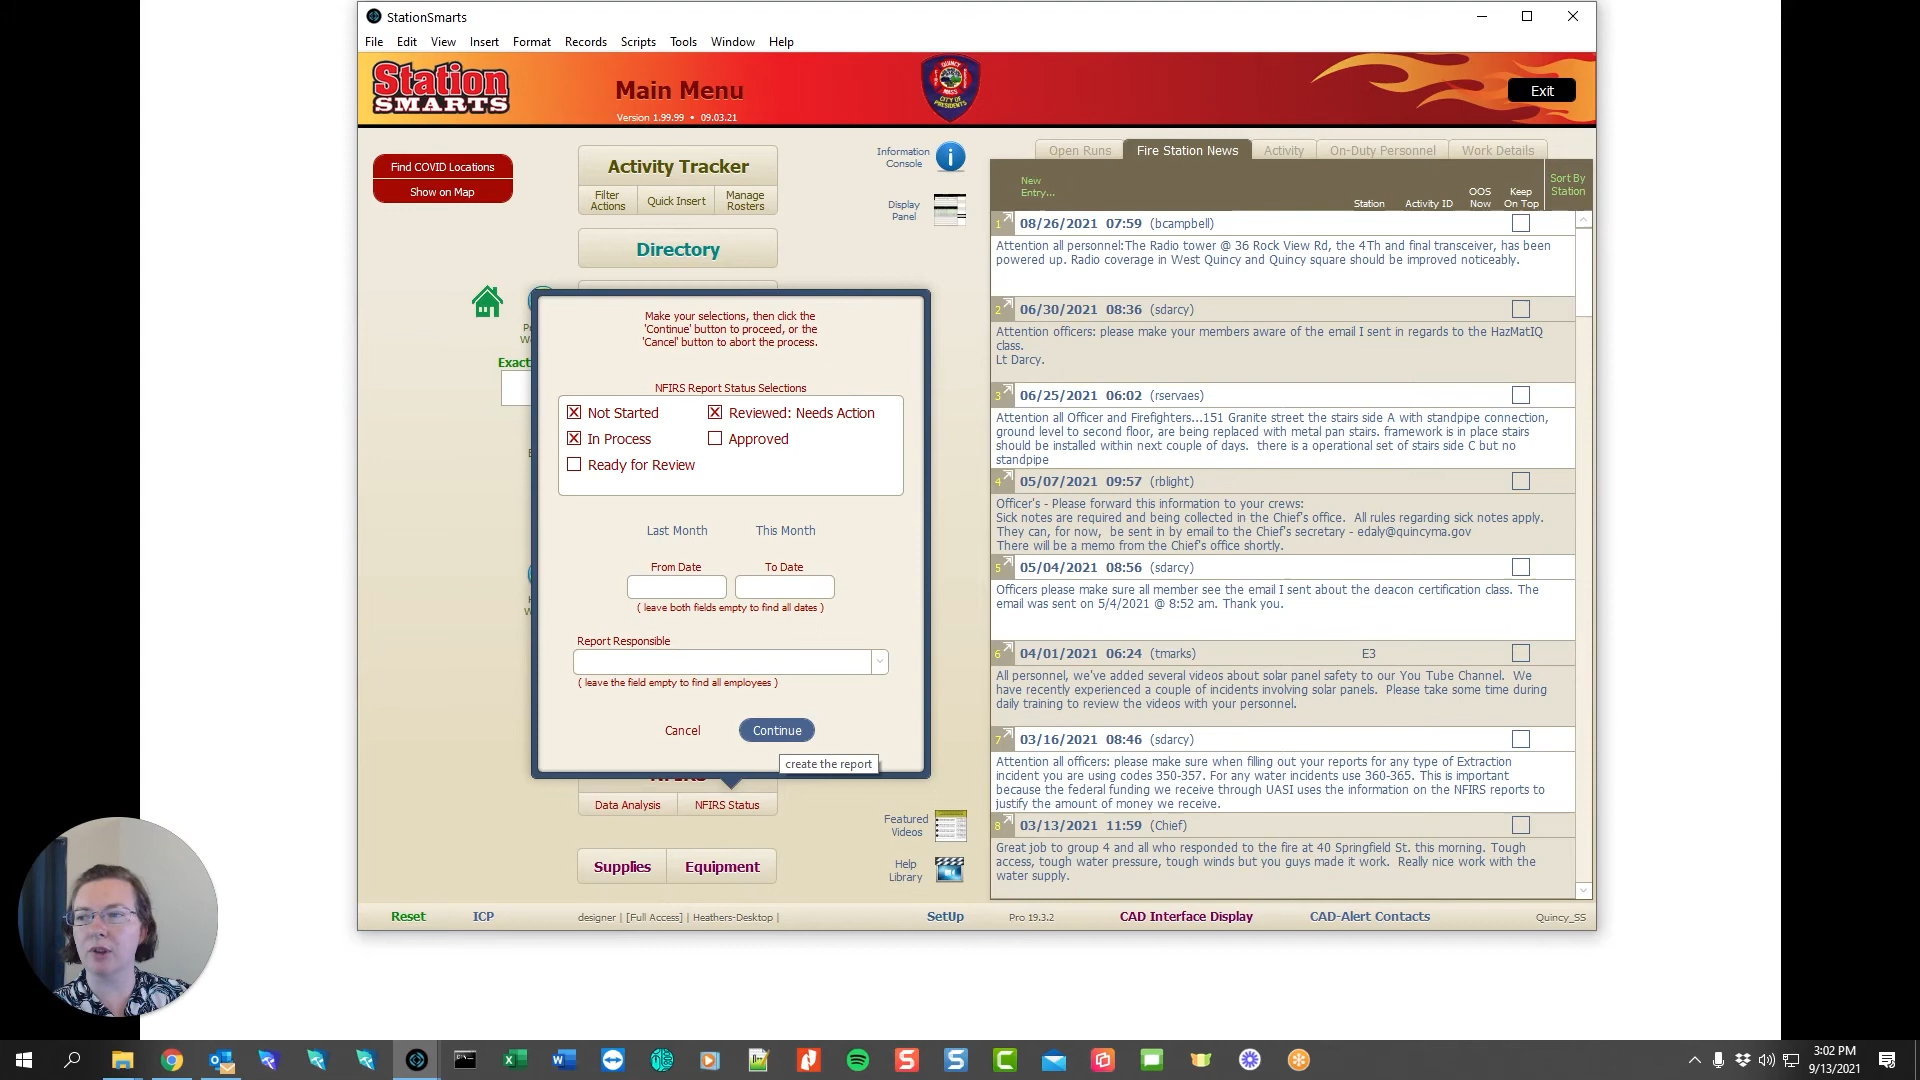 StationSmarts
File Edit View Insert Format Records Scripts Tools Window Help
Station
SMARTS
Main Menu
Version 1.99.99 • 09.03.21
QUINCY
MASS
CITY OF
PRESIDENTS
Exit
Find COVID Locations
Show on Map
Activity Tracker
Filter
Actions
Quick Insert
Manage
Rosters
Directory
Information
Console
Display
Panel
Exact
Make your selections, then click the
'Continue' button to proceed, or the
'Cancel' button to abort the process.
NFIRS Report Status Selections
Not Started
Reviewed: Needs Action
In Process
Approved
Ready for Review
Last Month
This Month
From Date
To Date
( leave both fields empty to find all dates )
Report Responsible
( leave the field empty to find all employees )
Cancel
Continue
create the report
NFIRS
Data Analysis
NFIRS Status
Supplies
Equipment
Featured
Videos
Help
Library
Open Runs
Fire Station News
Activity
On-Duty Personnel
Work Details
New
Entry...
Station
Activity ID
OOS
Now
Keep
On Top
Sort By
Station
1 08/26/2021 07:59 (bcampbell)
Attention all personnel:The Radio tower @ 36 Rock View Rd, the 4Th and final transceiver, has been
powered up. Radio coverage in West Quincy and Quincy square should be improved noticeably.
2 06/30/2021 08:36 (sdarcy)
Attention officers: please make your members aware of the email I sent in regards to the HazMatIQ
class.
Lt Darcy.
3 06/25/2021 06:02 (rservaes)
Attention all Officer and Firefighters...151 Granite street the stairs side A with standpipe connection,
ground level to second floor, are being replaced with metal pan stairs. framework is in place stairs
should be installed within next couple of days. there is a operational set of stairs side C but no
standpipe
4 05/07/2021 09:57 (rblight)
Officer's - Please forward this information to your crews:
Sick notes are required and being collected in the Chief's office. All rules regarding sick notes apply.
They can, for now, be sent in by email to the Chief's secretary - edaly@quincyma.gov
There will be a memo from the Chief's office shortly.
5 05/04/2021 08:56 (sdarcy)
Officers please make sure all member see the email I sent about the deacon certification class. The
email was sent on 5/4/2021 @ 8:52 am. Thank you.
6 04/01/2021 06:24 (tmarks) E3
All personnel, we've added several videos about solar panel safety to our You Tube Channel. We
have recently experienced a couple of incidents involving solar panels. Please take some time during
daily training to review the videos with your personnel.
7 03/16/2021 08:46 (sdarcy)
Attention all officers: please make sure when filling out your reports for any type of Extraction
incident you are using codes 350-357. For any water incidents use 360-365. This is important
because the federal funding we receive through UASI uses the information on the NFIRS reports to
justify the amount of money we receive.
8 03/13/2021 11:59 (Chief)
Great job to group 4 and all who responded to the fire at 40 Springfield St. this morning. Tough
access, tough water pressure, tough winds but you guys made it work. Really nice work with the
water supply.
Reset
ICP
designer | [Full Access] | Heathers-Desktop |
SetUp
Pro 19.3.2
CAD Interface Display
CAD-Alert Contacts
Quincy_SS
3:02 PM
9/13/2021